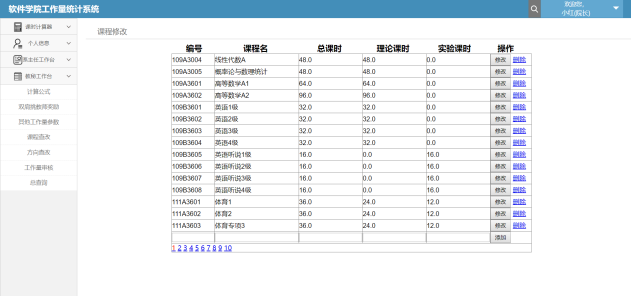 软件学院工作量统计系统
欢迎您,
小红(院长)
课时计算器
个人信息
系主任工作台
教秘工作台
计算公式
双肩挑教师奖励
其他工作量参数
课程查改
方向查改
工作量审核
总查询
课程修改
编号 课程名 总课时 理论课时 实验课时 操作
109A3004 线性代数A 48.0 48.0 0.0 修改 删除
109A3005 概率论与数理统计 48.0 48.0 0.0 修改 删除
109A3601 高等数学A1 64.0 64.0 0.0 修改 删除
109A3602 高等数学A2 96.0 96.0 0.0 修改 删除
109B3601 英语1级 32.0 32.0 0.0 修改 删除
109B3602 英语2级 32.0 32.0 0.0 修改 删除
109B3603 英语3级 32.0 32.0 0.0 修改 删除
109B3604 英语4级 32.0 32.0 0.0 修改 删除
109B3605 英语听说1级 16.0 0.0 16.0 修改 删除
109B3606 英语听说2级 16.0 0.0 16.0 修改 删除
109B3607 英语听说3级 16.0 0.0 16.0 修改 删除
109B3608 英语听说4级 16.0 0.0 16.0 修改 删除
111A3601 体育1 36.0 24.0 12.0 修改 删除
111A3602 体育2 36.0 24.0 12.0 修改 删除
111A3603 体育专项3 36.0 24.0 12.0 修改 删除
添加
1 2 3 4 5 6 7 8 9 10